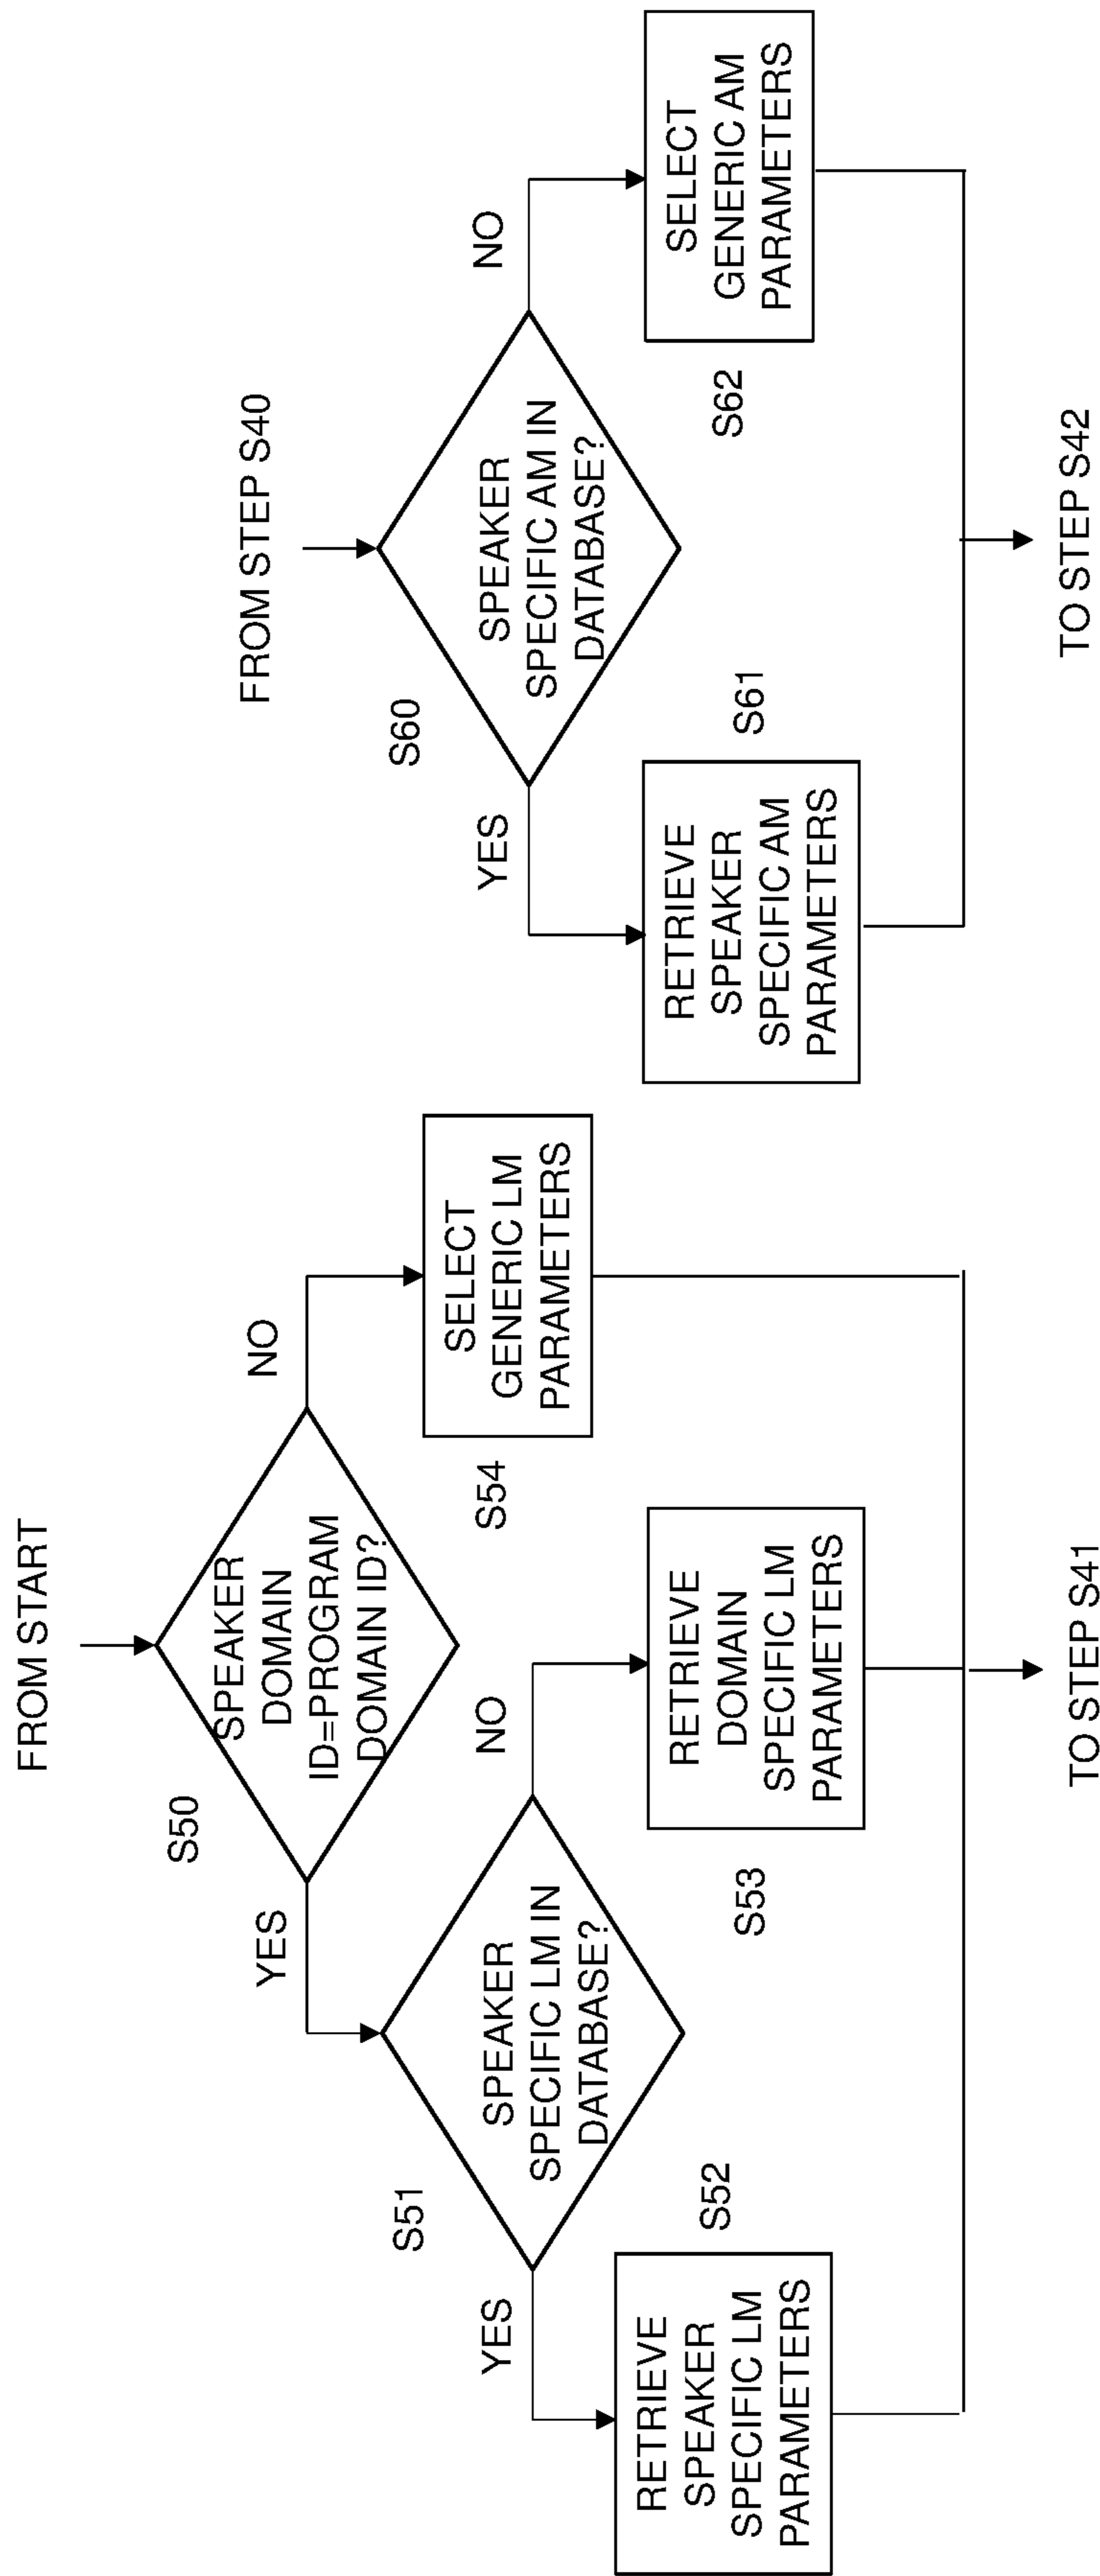 FROM START
S50
SPEAKER
DOMAIN
ID=PROGRAM
DOMAIN ID?
YES
NO
S51
SPEAKER
SPECIFIC LM IN
DATABASE?
YES
NO
S54
SELECT
GENERIC LM
PARAMETERS
S52
RETRIEVE
SPEAKER
SPECIFIC LM
PARAMETERS
S53
RETRIEVE
DOMAIN
SPECIFIC LM
PARAMETERS
TO STEP S41
FROM STEP S40
S60
SPEAKER
SPECIFIC AM IN
DATABASE?
YES
NO
S61
RETRIEVE
SPEAKER
SPECIFIC AM
PARAMETERS
S62
SELECT
GENERIC AM
PARAMETERS
TO STEP S42